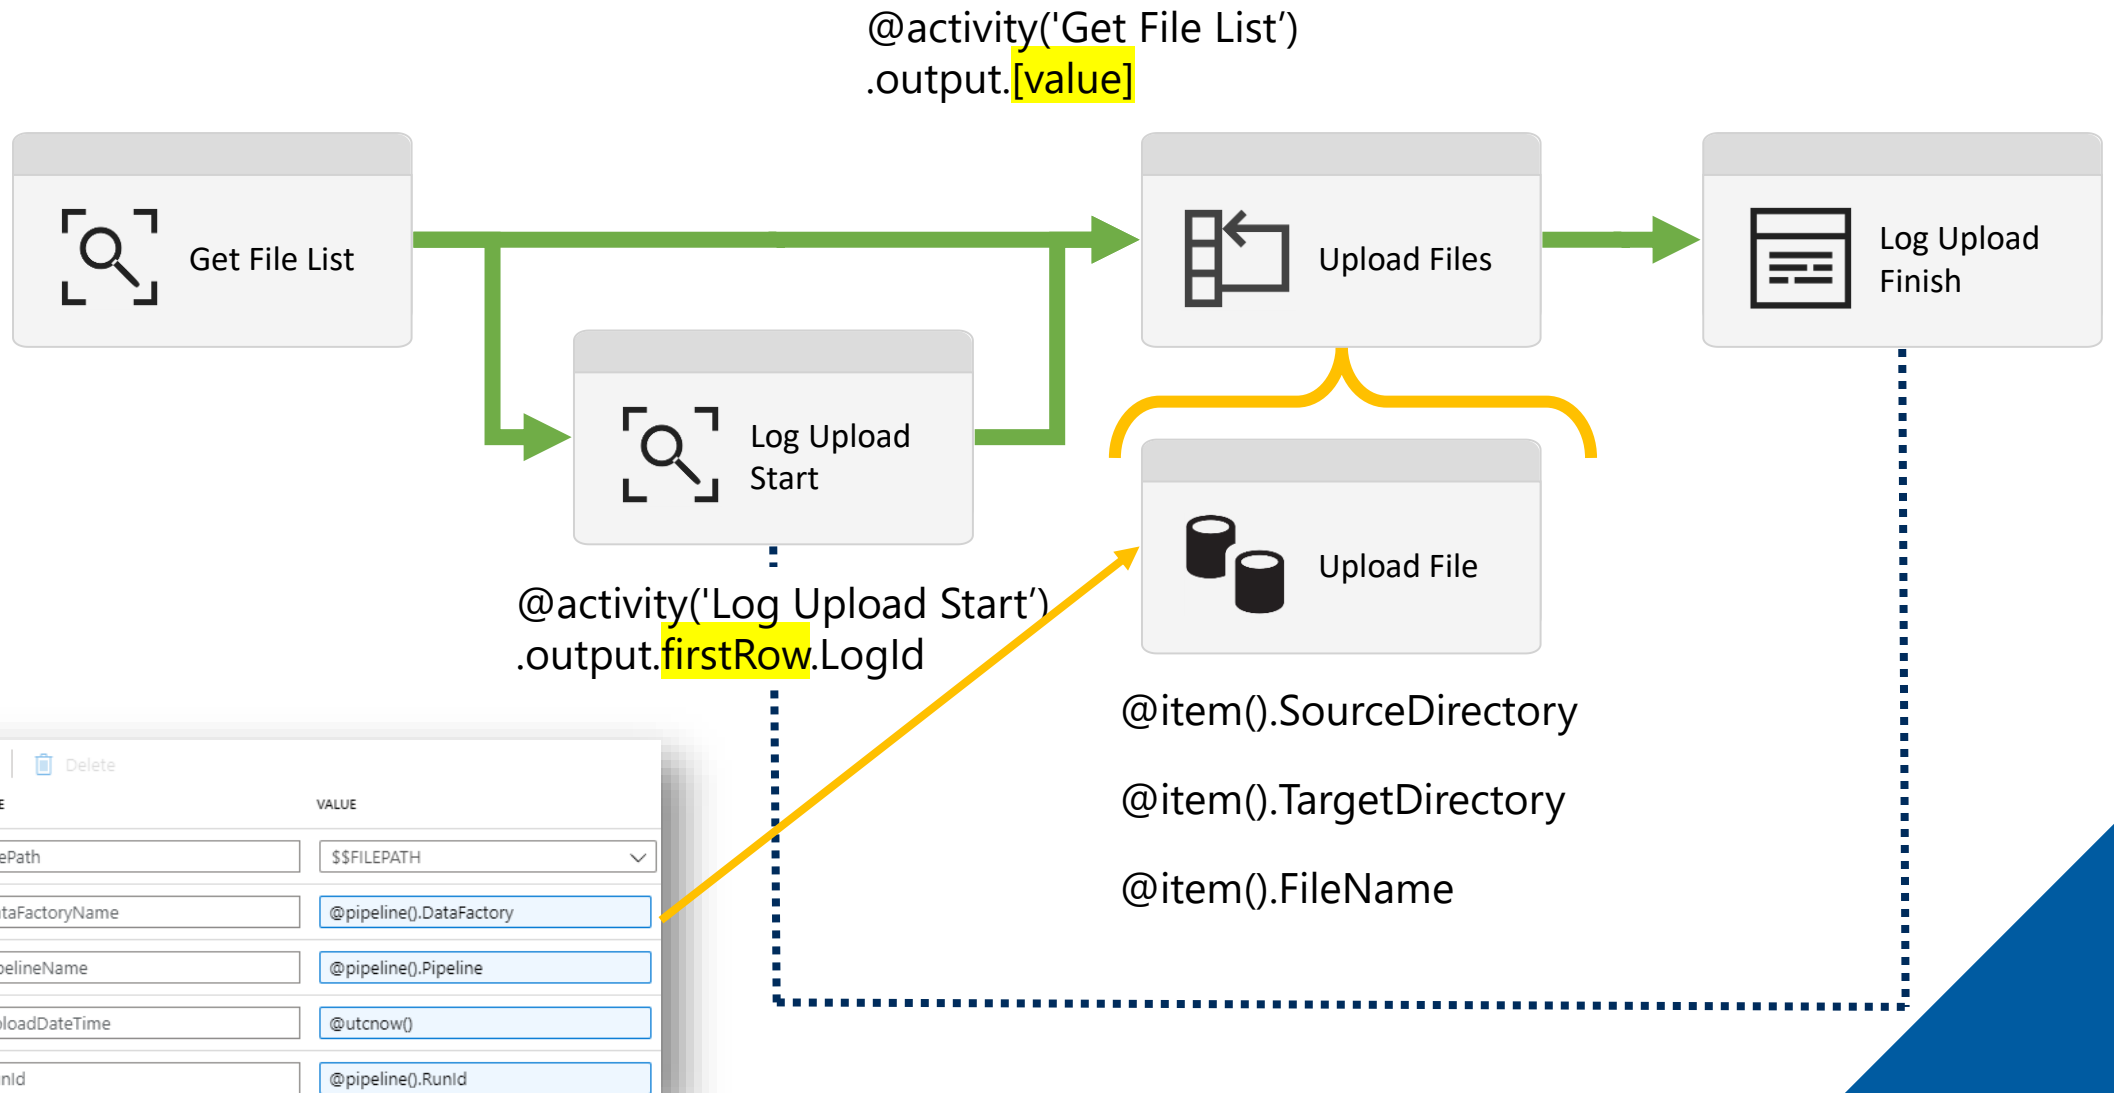 @activity('Get File List’)
.output.[value]
Get File List
Upload Files
Log Upload
Finish
Log Upload
Start
Upload File
@activity('Log Upload Start’)
.output.firstRow.LogId
@item().SourceDirectory
@item().TargetDirectory
@item().FileName
Delete
E VALUE
ePath $$FILEPATH
taFactoryName @pipeline().DataFactory
pelineName @pipeline().Pipeline
loadDateTime @utcnow()
nId @pipeline().RunId